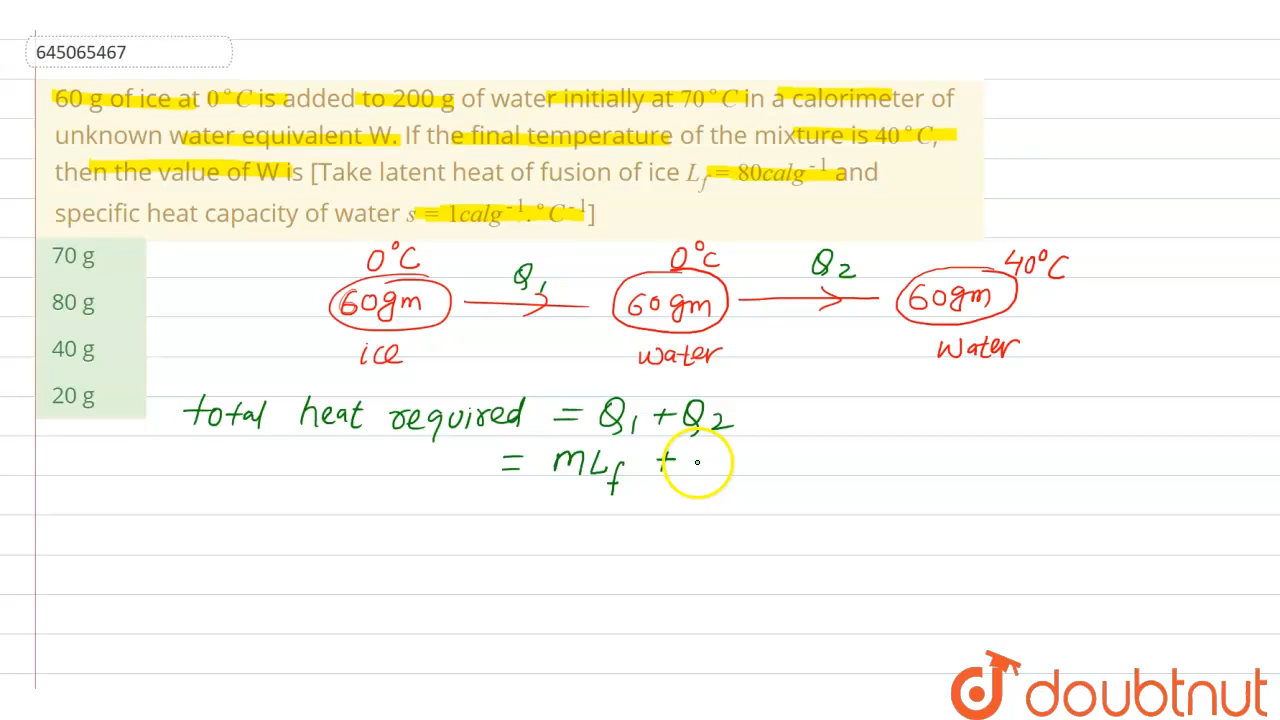 645065467
60 g of ice at 0°C is added to 200 g of water initially at 70°C in a calorimeter of
unknown water equivalent W. If the final temperature of the mixture is 40°C,
then the value of W is [Take latent heat of fusion of ice L_f = 80calg⁻¹ and
specific heat capacity of water s = 1calg⁻¹.°C⁻¹]
70 g
80 g
40 g
20 g
0°C Q₁ 0°C Q₂ 40°C
60gm 60gm 60gm
ice water water
total heat required = Q₁ + Q₂
= mL_f +
doubtnut